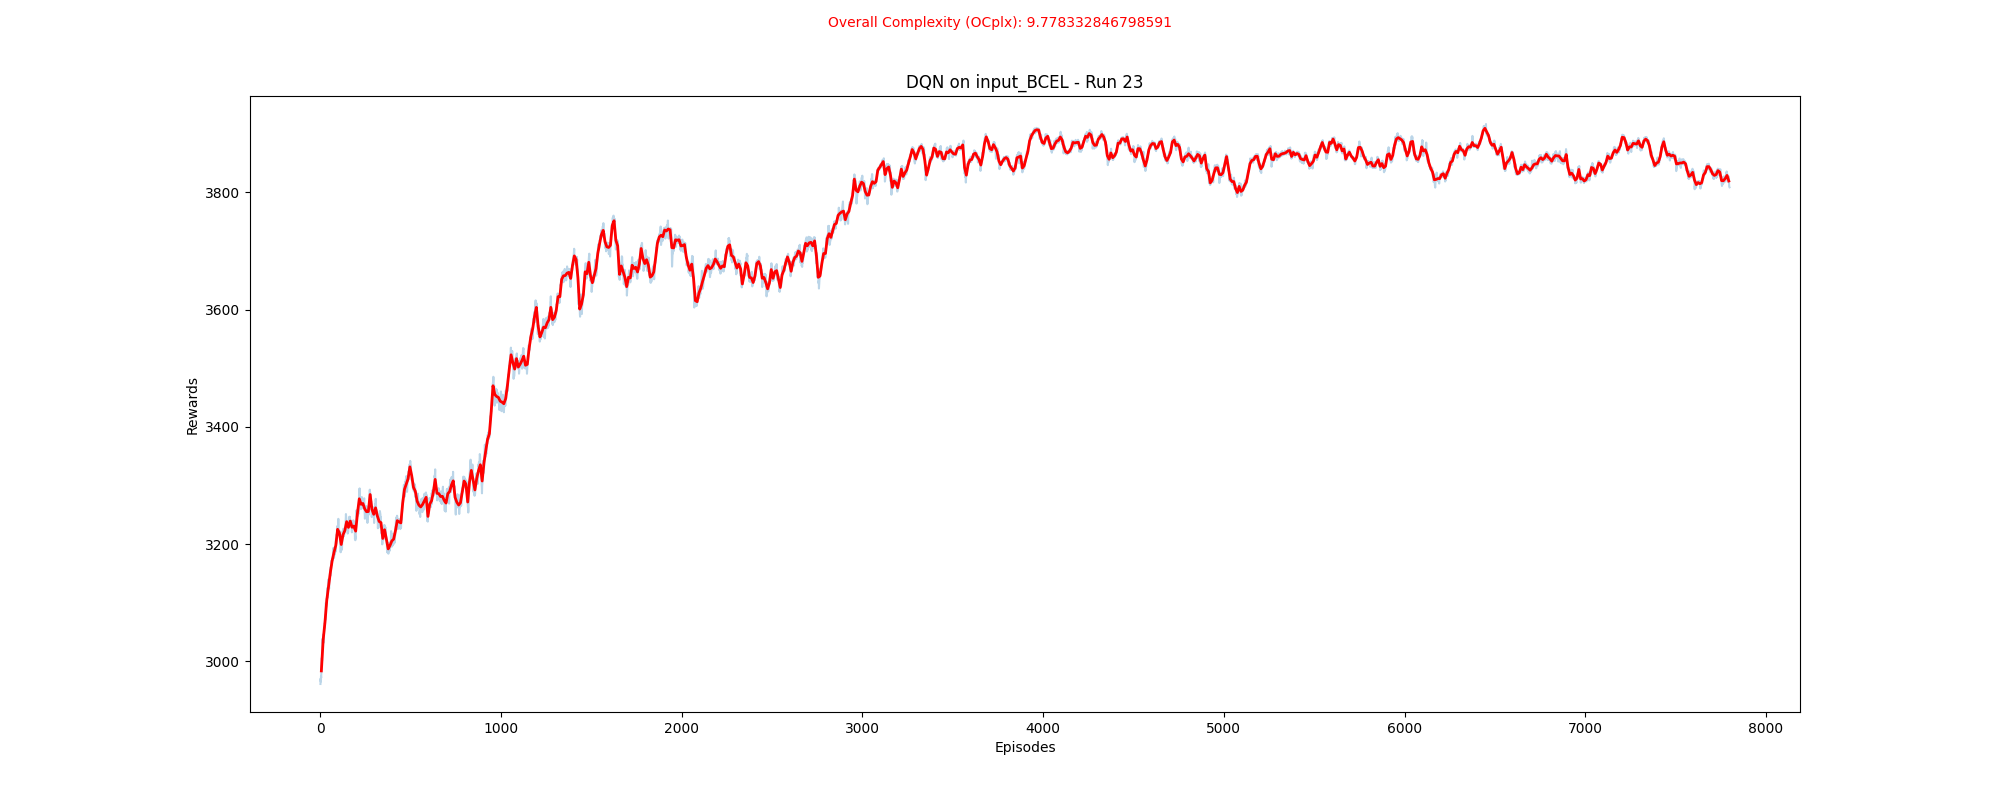 Overall Complexity (OCplx): 9.778332846798591
DQN on input_BCEL - Run 23
Rewards
3800
3600
3400
3200
3000
0 1000 2000 3000 4000 5000 6000 7000 8000
Episodes